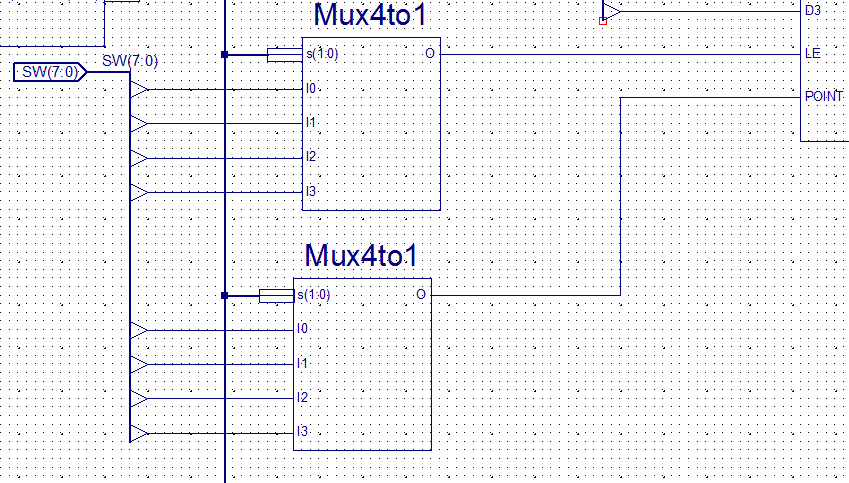 Mux4to1
D3
SW(7:0)
SW(7:0)
s(1:0)
O
LE
I0
POINT
I1
I2
I3
Mux4to1
s(1:0)
O
I0
I1
I2
I3